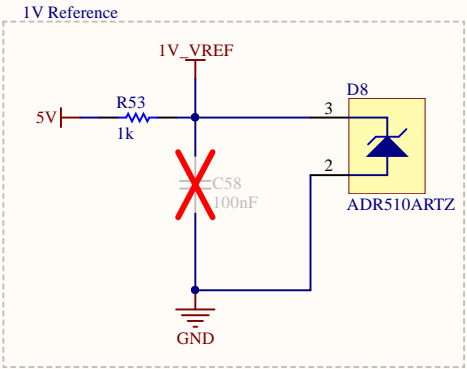 1V Reference
1V_VREF
D8
5V
R53
1k
3
2
C58
100nF
ADR510ARTZ
GND